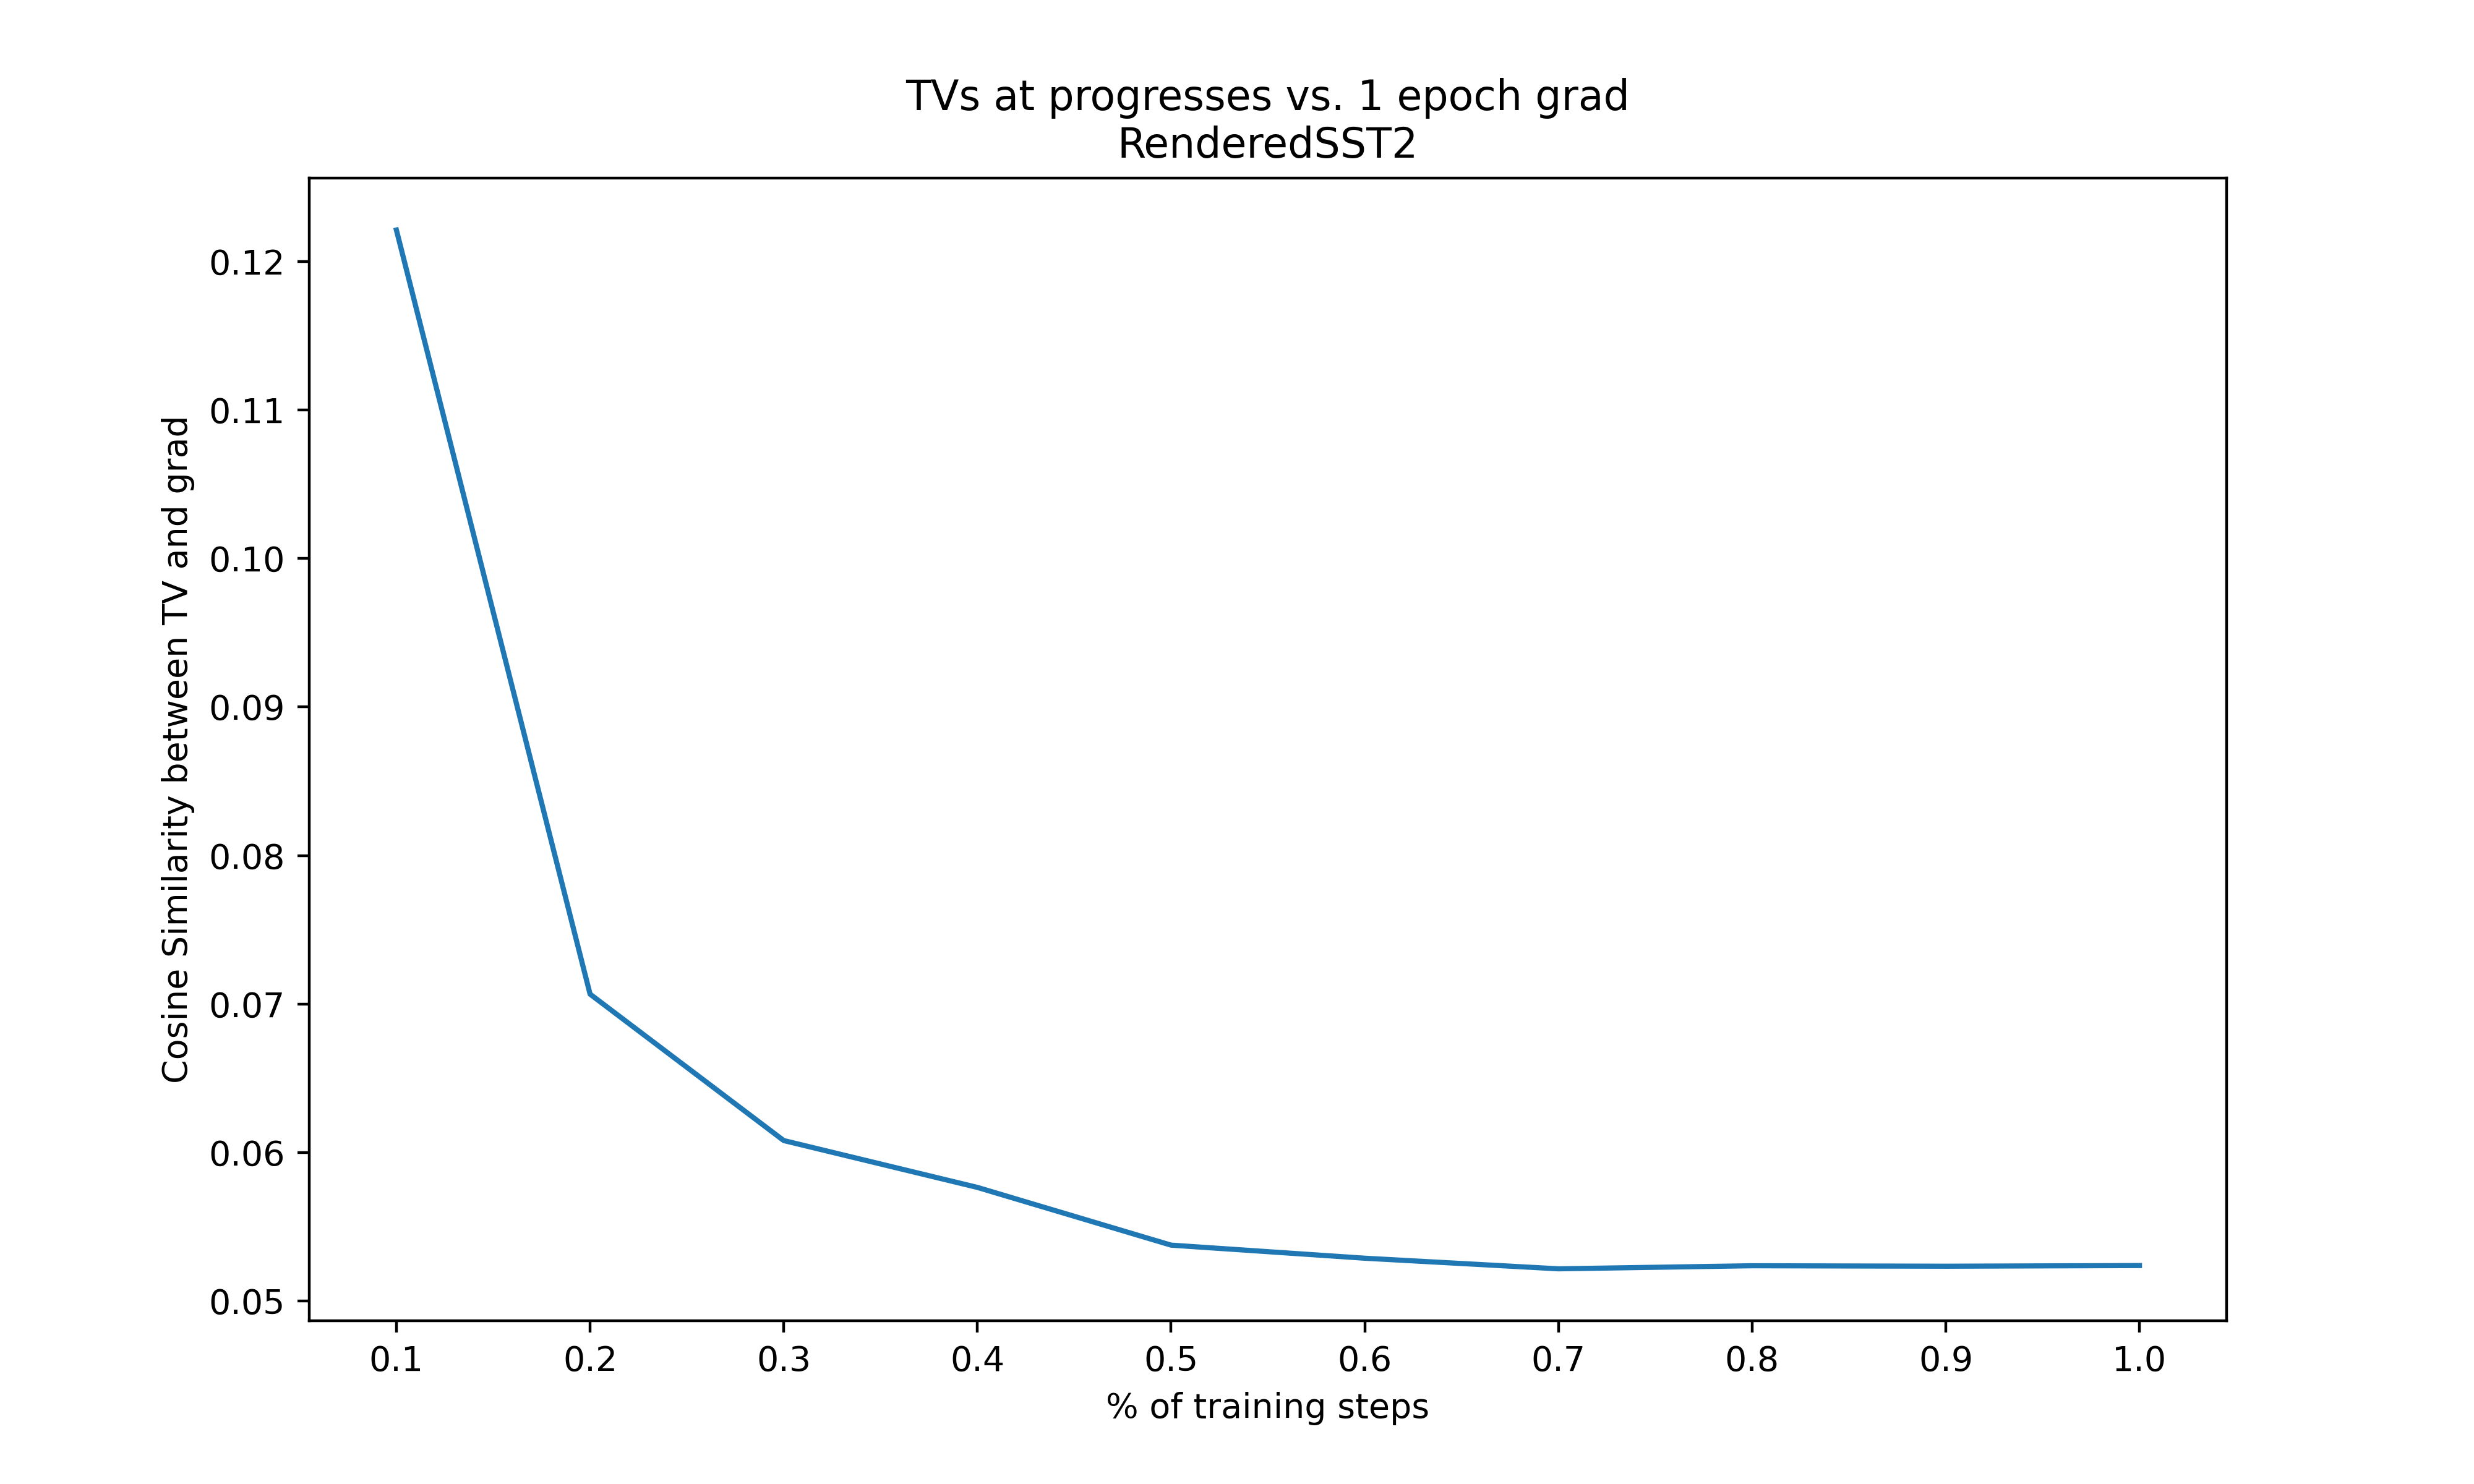 TVs at progresses vs. 1 epoch grad
RenderedSST2
Cosine Similarity between TV and grad
0.12
0.11
0.10
0.09
0.08
0.07
0.06
0.05
0.1 0.2 0.3 0.4 0.5 0.6 0.7 0.8 0.9 1.0
% of training steps